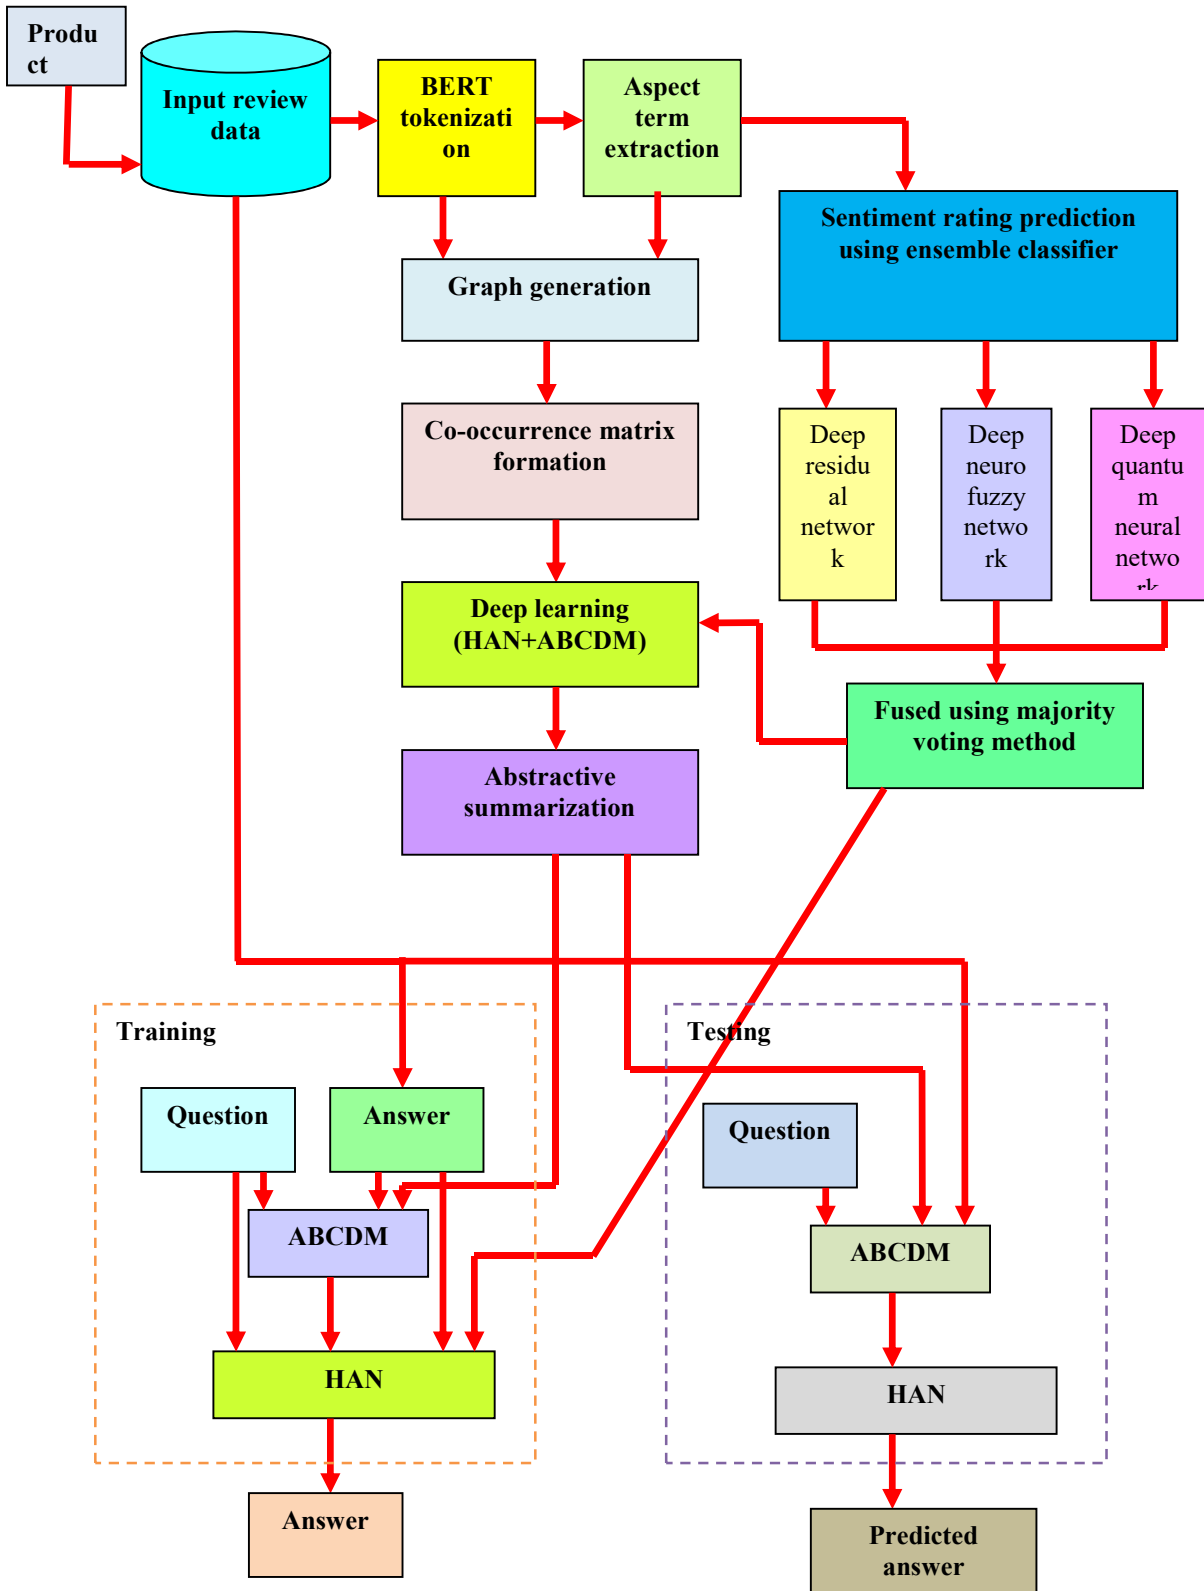 Produ
ct
Input review
data
BERT
tokenizati
on
Aspect
term
extraction
Sentiment rating prediction
using ensemble classifier
Graph generation
Co-occurrence matrix
formation
Deep
residu
al
networ
k
Deep
neuro
fuzzy
netwo
rk
Deep
quantu
m
neural
netwo
rk
Deep learning
(HAN+ABCDM)
Fused using majority
voting method
Abstractive
summarization
Training
Testing
Question
Answer
Question
ABCDM
ABCDM
HAN
HAN
Answer
Predicted
answer